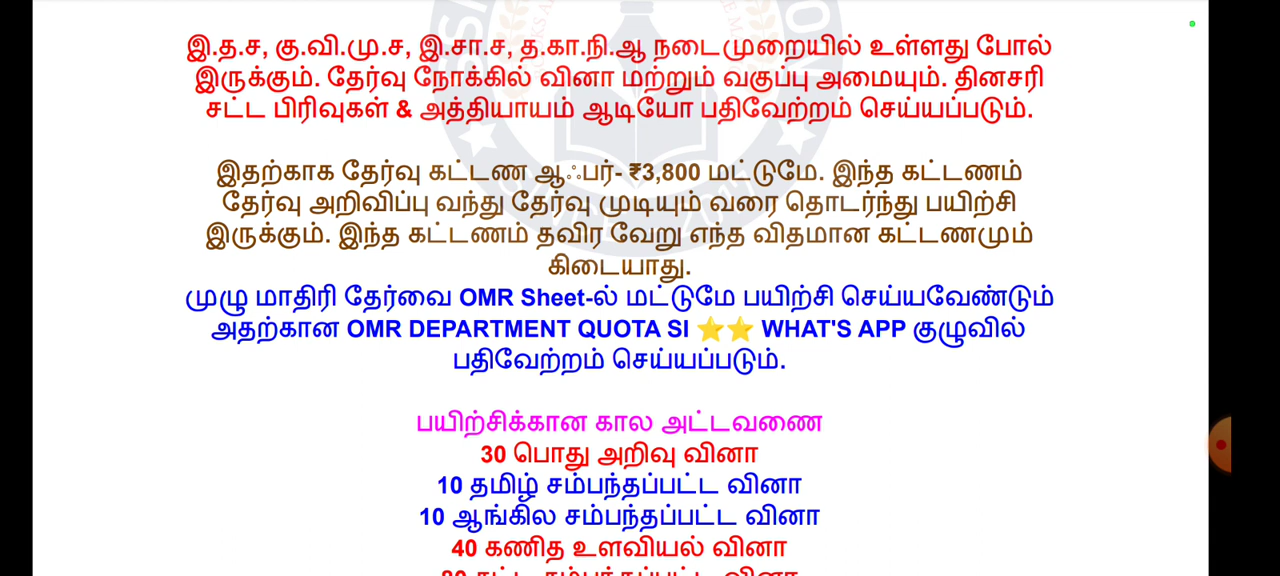 இ.த.ச, கு.வி.மு.ச, இ.சா.ச, த.கா.நி.ஆ நடைமுறையில் உள்ளது போல்
இருக்கும். தேர்வு நோக்கில் வினா மற்றும் வகுப்பு அமையும். தினசரி
சட்ட பிரிவுகள் & அத்தியாயம் ஆடியோ பதிவேற்றம் செய்யப்படும்.
இதற்காக தேர்வு கட்டண ஆஃபர்- ₹3,800 மட்டுமே. இந்த கட்டணம்
தேர்வு அறிவிப்பு வந்து தேர்வு முடியும் வரை தொடர்ந்து பயிற்சி
இருக்கும். இந்த கட்டணம் தவிர வேறு எந்த விதமான கட்டணமும்
கிடையாது.
முழு மாதிரி தேர்வை OMR Sheet-ல் மட்டுமே பயிற்சி செய்யவேண்டும்
அதற்கான OMR DEPARTMENT QUOTA SI ⭐⭐ WHAT'S APP குழுவில்
பதிவேற்றம் செய்யப்படும்.
பயிற்சிக்கான கால அட்டவணை
30 பொது அறிவு வினா
10 தமிழ் சம்பந்தப்பட்ட வினா
10 ஆங்கில சம்பந்தப்பட்ட வினா
40 கணித உளவியல் வினா